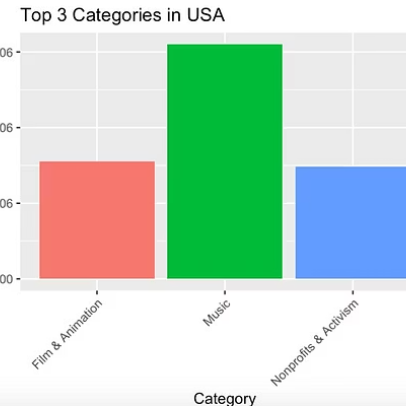 Top 3 Categories in USA
06
06
06
00
Film & Animation
Music
Nonprofits & Activism
Category